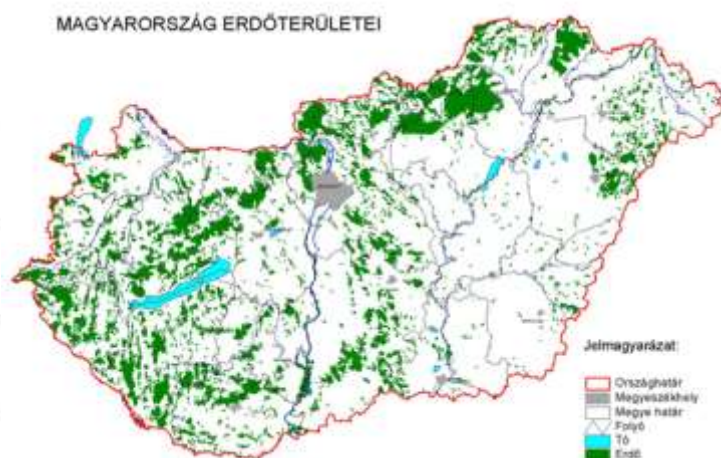 MAGYARORSZÁG ERDŐTERÜLETEI
Jelmagyarázat:
Országhatár
Megyeszékhely
Megye határ
Folyó
Tó
Erdő